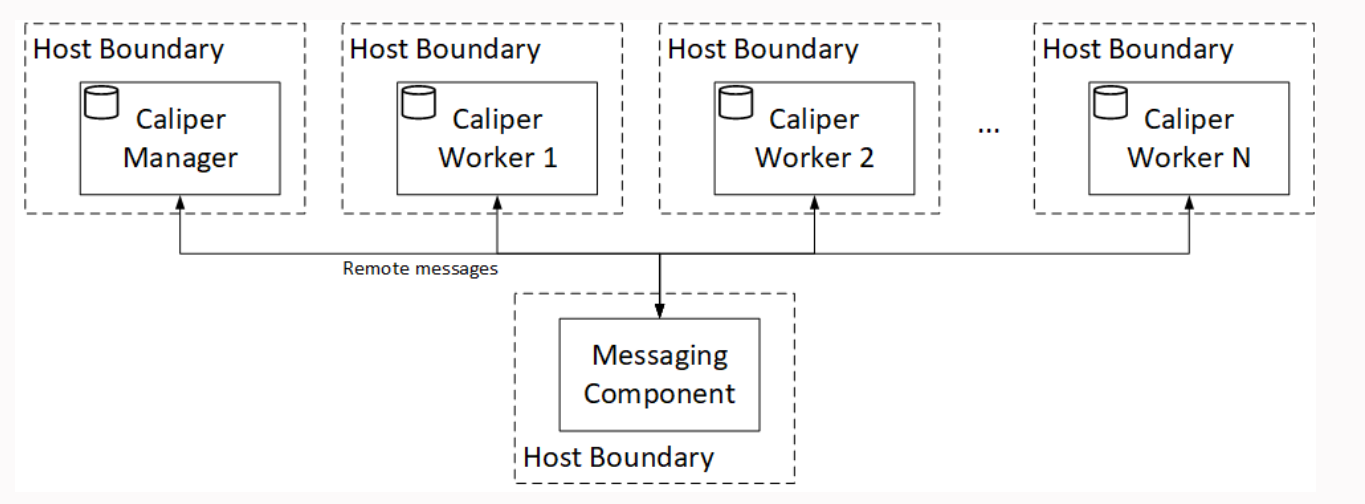 Host Boundary
Caliper
Manager
Host Boundary
Caliper
Worker 1
Host Boundary
Caliper
Worker 2
...
Host Boundary
Caliper
Worker N
Remote messages
Messaging
Component
Host Boundary